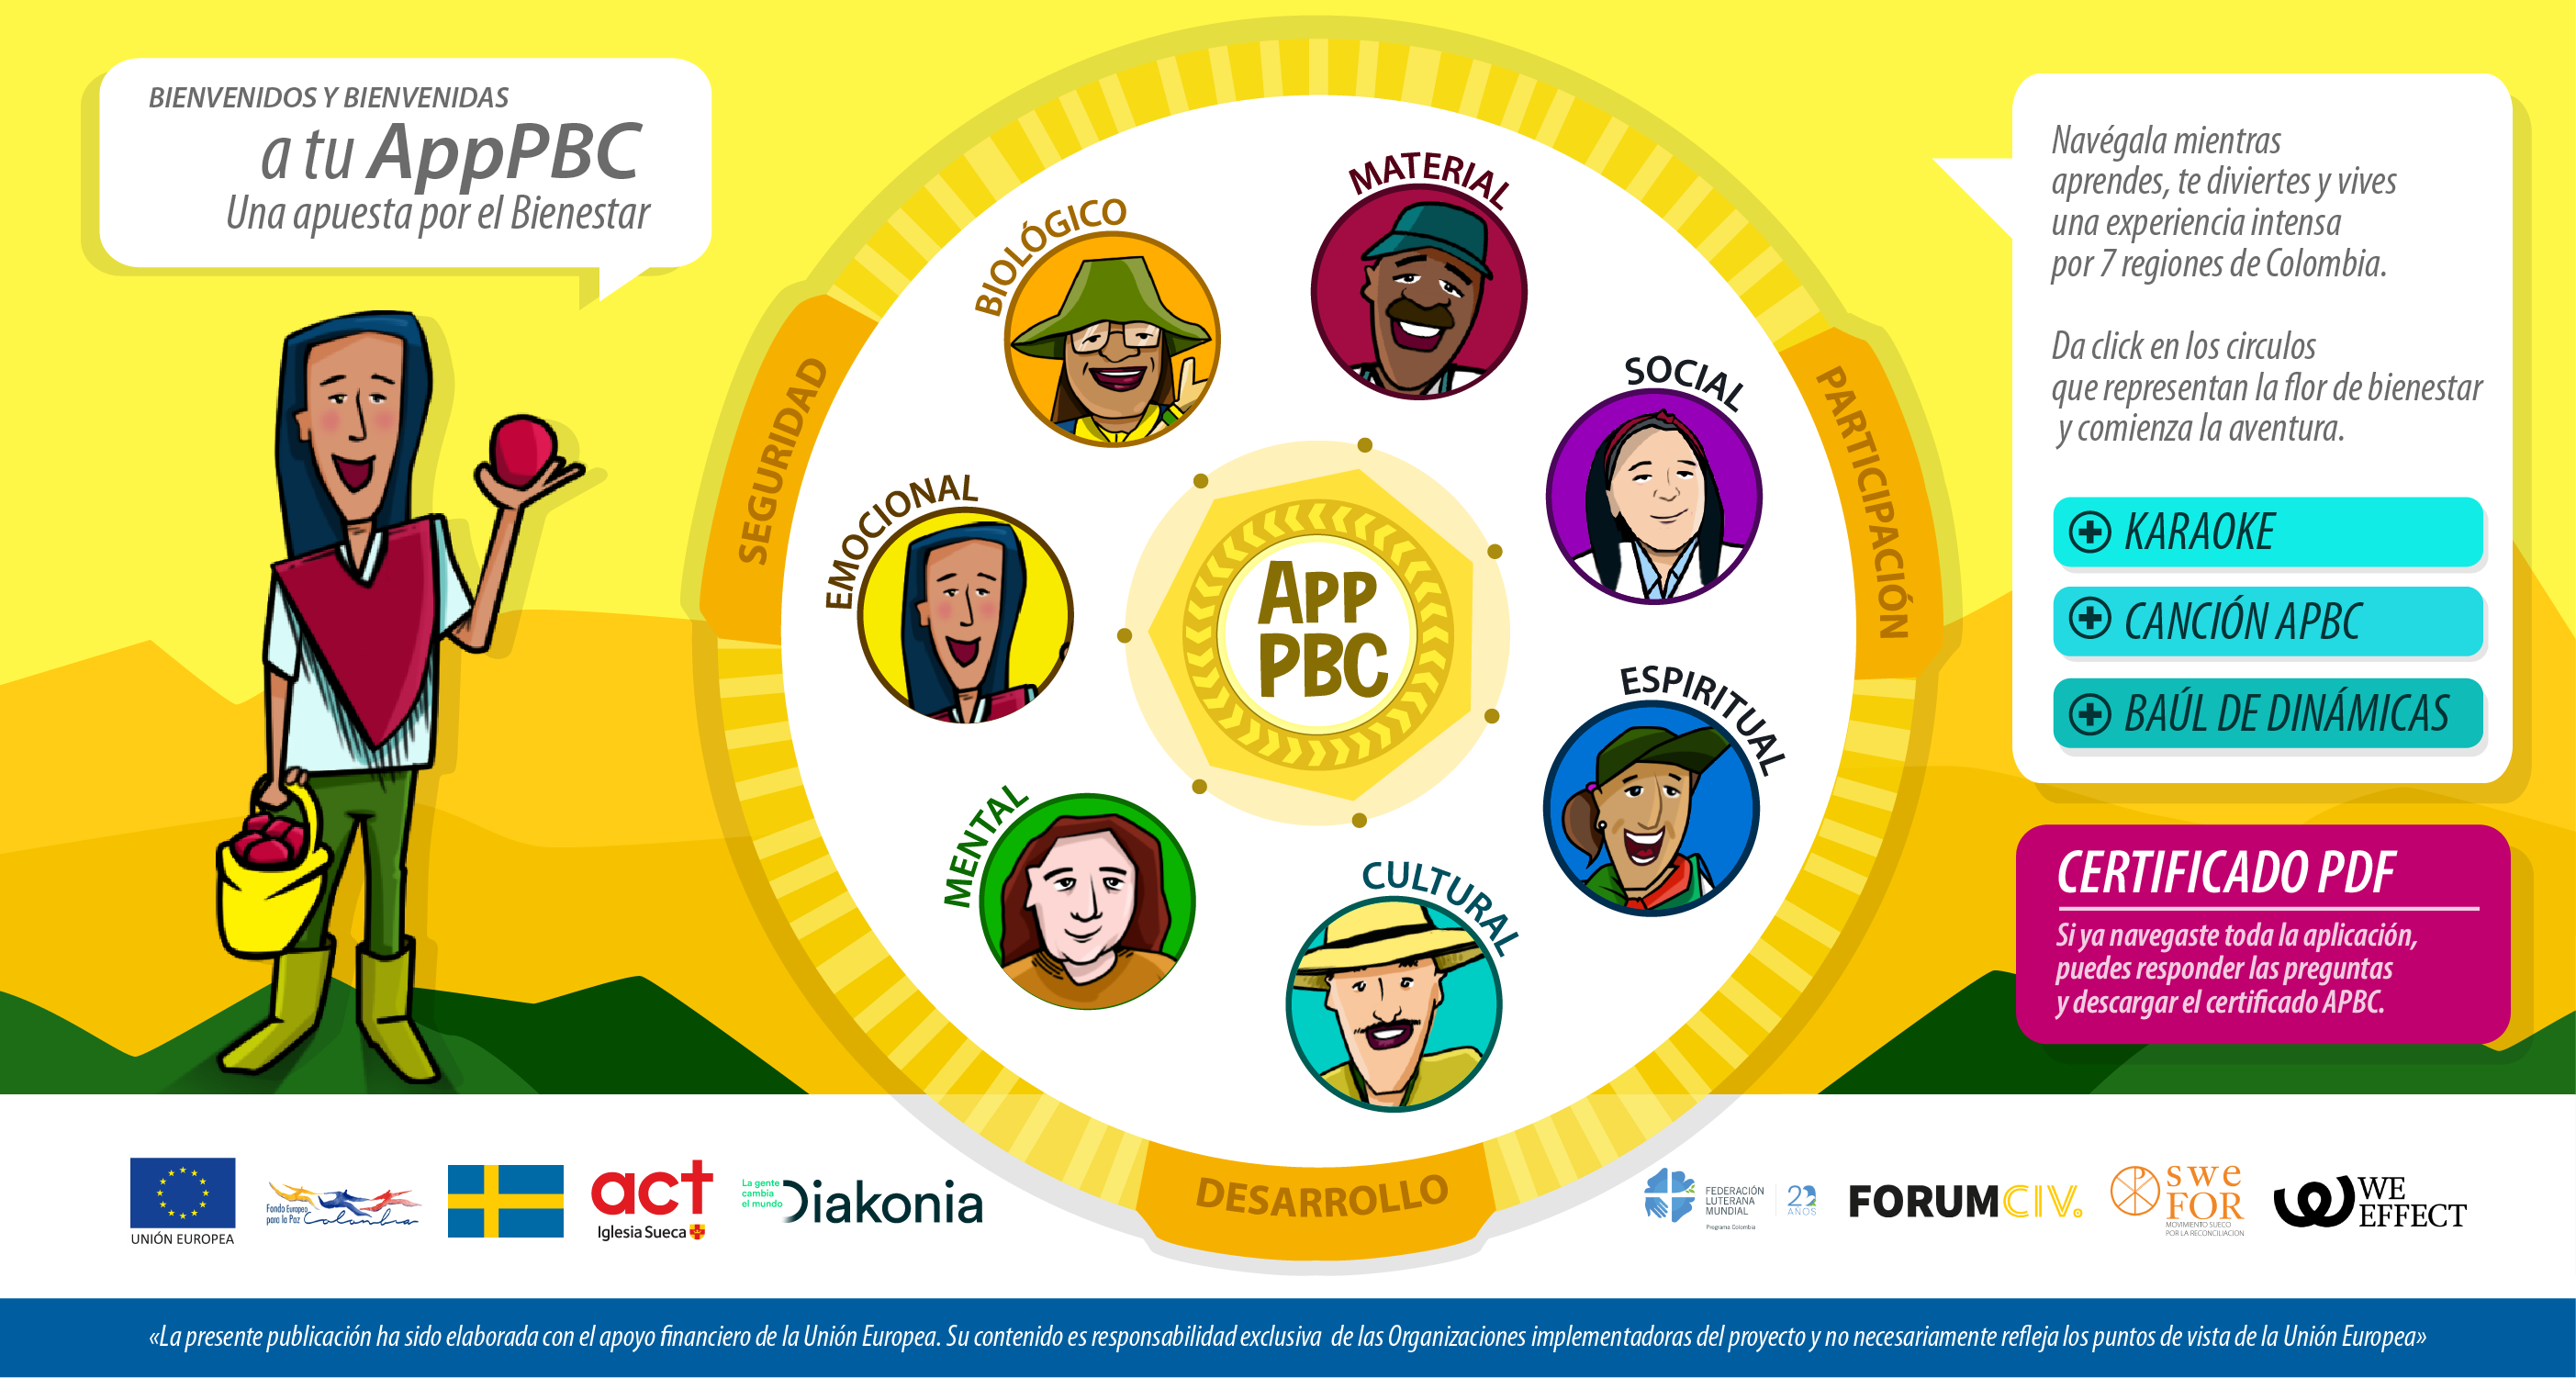 BIENVENIDOS Y BIENVENIDAS
a tu AppPBC
Una apuesta por el Bienestar
MATERIAL
BIOLÓGICO
SOCIAL
SEGURIDAD
PARTICIPACIÓN
EMOCIONAL
APP
PBC
ESPIRITUAL
MENTAL
CULTURAL
DESARROLLO
Navégala mientras
aprendes, te diviertes y vives
una experiencia intensa
por 7 regiones de Colombia.
Da click en los circulos
que representan la flor de bienestar
y comienza la aventura.
KARAOKE
CANCIÓN APBC
BAÚL DE DINÁMICAS
CERTIFICADO PDF
Si ya navegaste toda la aplicación,
puedes responder las preguntas
y descargar el certificado APBC.
UNIÓN EUROPEA
Fondo Europeo
para la Paz
Colombia
act
Iglesia Sueca
La gente
cambia
el mundo
Diakonia
FEDERACIÓN
LUTERANA
MUNDIAL
Programa Colombia
20
AÑOS
FORUMCIV.
swe
FOR
MOVIMIENTO SUECO
POR LA RECONCILIACION
WE
EFFECT
«La presente publicación ha sido elaborada con el apoyo financiero de la Unión Europea. Su contenido es responsabilidad exclusiva de las Organizaciones implementadoras del proyecto y no necesariamente refleja los puntos de vista de la Unión Europea»